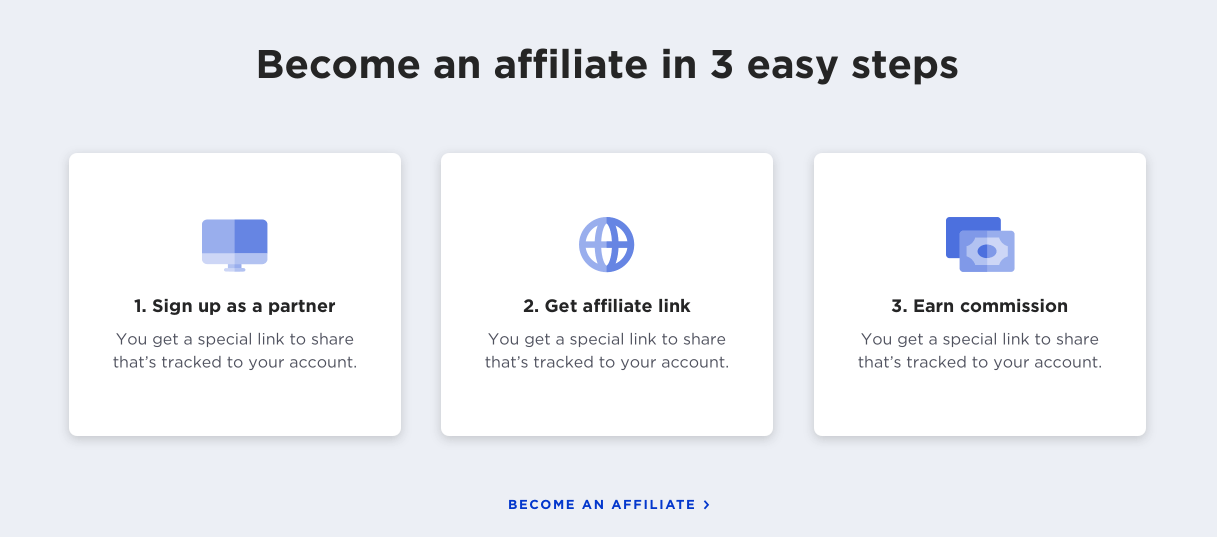 Become an affiliate in 3 easy steps
1. Sign up as a partner
You get a special link to share
that’s tracked to your account.
2. Get affiliate link
You get a special link to share
that’s tracked to your account.
3. Earn commission
You get a special link to share
that’s tracked to your account.
BECOME AN AFFILIATE >